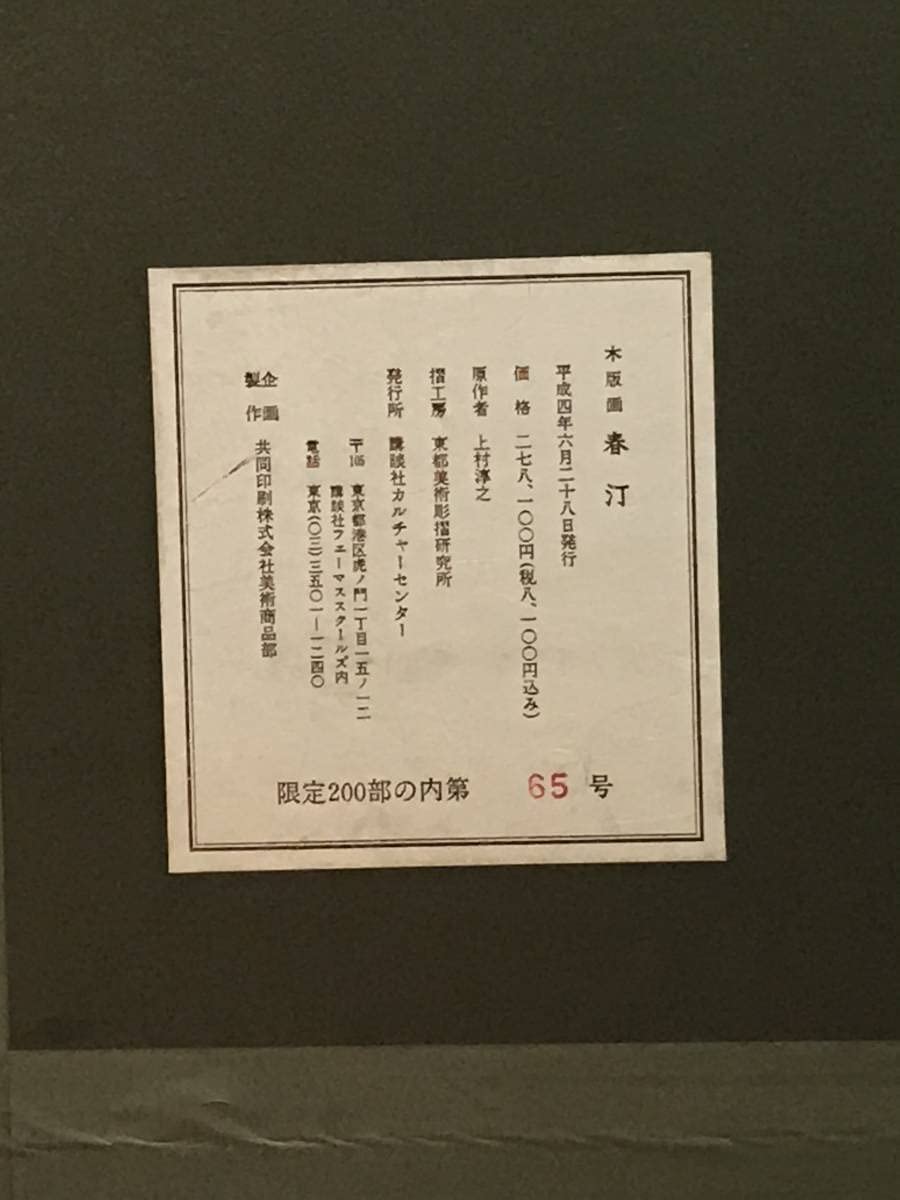 木版画 春汀
平成四年六月二十八日発行
価格 二七八、一〇〇円(税八、一〇〇円込み)
原作者 上村淳之
摺工房 東都美術彫摺研究所
発行所 講談社カルチャーセンター
〒105 東京都港区虎ノ門一丁目一五ノ一二
講談社フェーマススクールズ内
電話 東京(〇三)三五〇一―一二四〇
企画
製作 共同印刷株式会社美術商品部
限定200部の内第 65 号